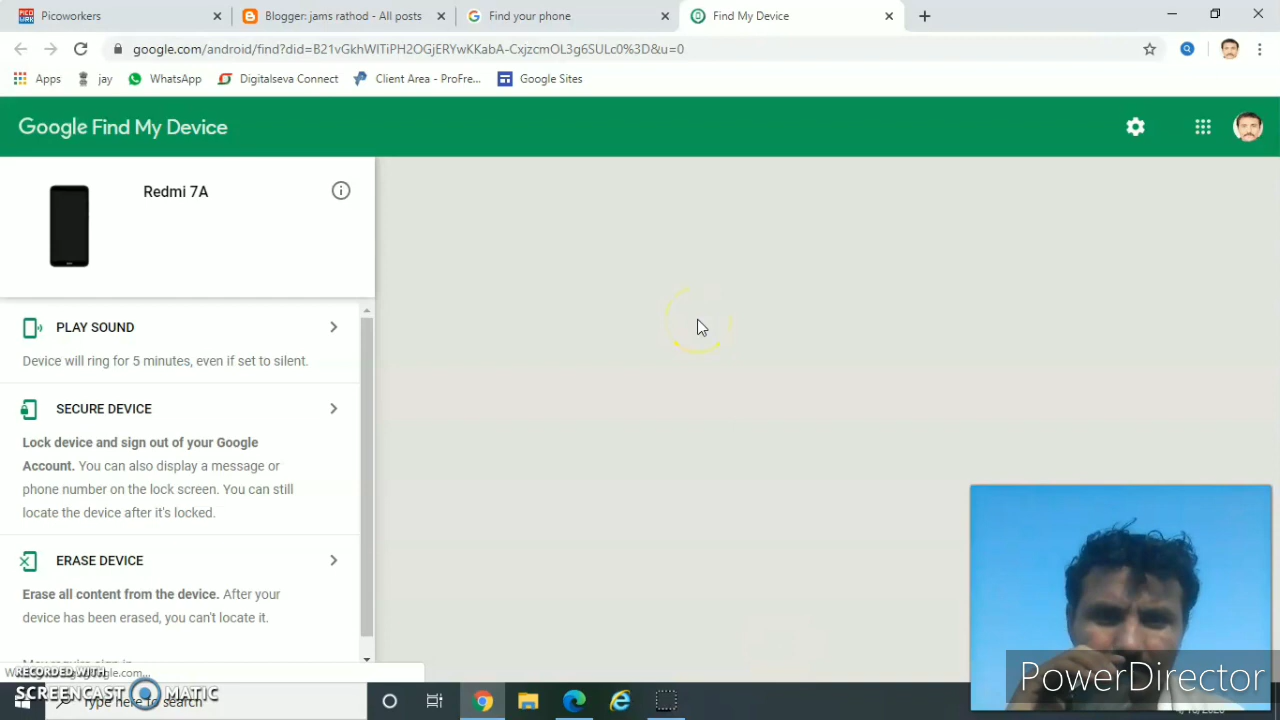 Picoworkers
Blogger: jams rathod - All posts
Find your phone
Find My Device
google.com/android/find?did=B21vGkhWlTiPH2OGjERYwKKabA-CxjzcmOL3g6SULc0%3D&u=0
Apps
jay
WhatsApp
Digitalseva Connect
Client Area - ProFre...
Google Sites
Google Find My Device
Redmi 7A
PLAY SOUND
Device will ring for 5 minutes, even if set to silent.
SECURE DEVICE
Lock device and sign out of your Google
Account. You can also display a message or
phone number on the lock screen. You can still
locate the device after it's locked.
ERASE DEVICE
Erase all content from the device. After your
device has been erased, you can't locate it.
RECORDED WITH
SCREENCAST MATIC
Type here to search
PowerDirector